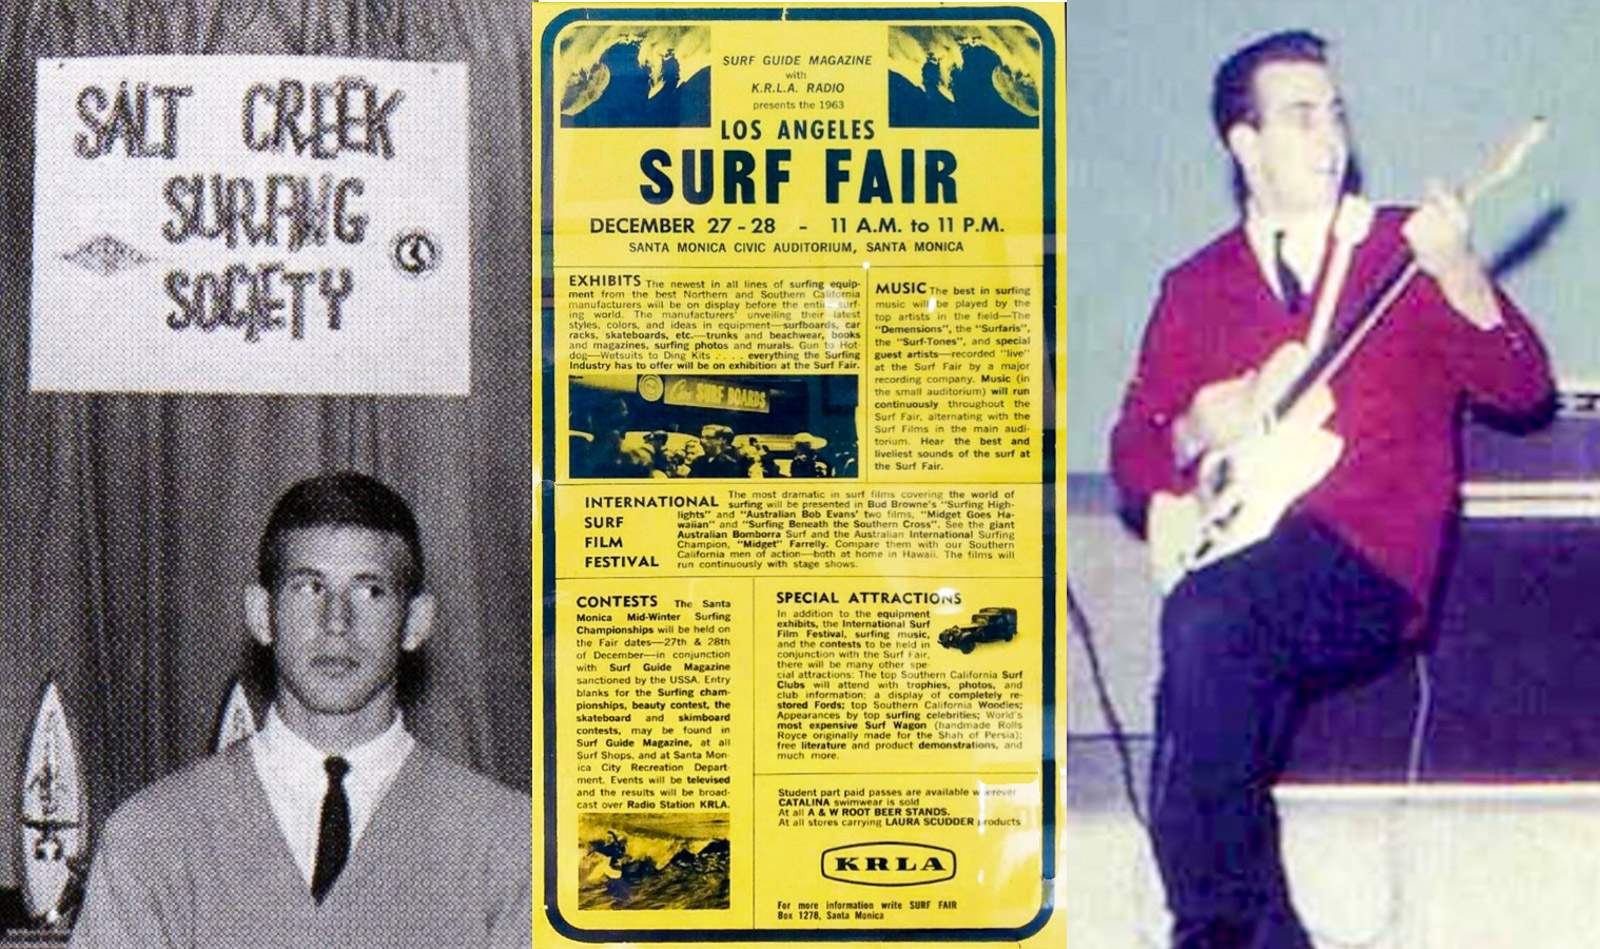 SALT CREEK
SURFING
SOCIETY
SURF GUIDE MAGAZINE
with
K.R.L.A. RADIO
presents the 1963
LOS ANGELES
SURF FAIR
DECEMBER 27-28 - 11 A.M. to 11 P.M.
SANTA MONICA CIVIC AUDITORIUM, SANTA MONICA
EXHIBITS The newest in all lines of surfing equip-
ment from the best Northern and Southern California
manufacturers will be on display before the entire surf-
ing world. The manufacturers' unveiling their latest
styles, colors, and ideas in equipment—surfboards, car
racks, skateboards, etc.—trunks and beachwear, books
and magazines, surfing photos and murals. Gun to Hot-
dog—Wetsuits to Ding Kits . . . . everything the Surfing
Industry has to offer will be on exhibition at the Surf Fair.
SURF BOARDS
MUSIC The best in surfing
music will be played by the
top artists in the field—The
"Demensions", the "Surfaris",
the "Surf-Tones", and special
guest artists—recorded "live"
at the Surf Fair by a major
recording company. Music (in
the small auditorium) will run
continuously throughout the
Surf Fair, alternating with the
Surf Films in the main audi-
torium. Hear the best and
liveliest sounds of the surf at
the Surf Fair.
INTERNATIONAL
SURF
FILM
FESTIVAL
The most dramatic in surf films covering the world of
surfing will be presented in Bud Browne's "Surfing High-
lights" and "Australian Bob Evans' two films, "Midget Goes Ha-
waiian" and "Surfing Beneath the Southern Cross". See the giant
Australian Bomborra Surf and the Australian International Surfing
Champion, "Midget" Farrelly. Compare them with our Southern
California men of action—both at home in Hawaii. The films will
run continuously with stage shows.
CONTESTS The Santa
Monica Mid-Winter Surfing
Championships will be held on
the Fair dates—27th & 28th
of December—in conjunction
with Surf Guide Magazine
sanctioned by the USSA. Entry
blanks for the Surfing cham-
pionships, beauty contest, the
skateboard and skimboard
contests, may be found in
Surf Guide Magazine, at all
Surf Shops, and at Santa Mon-
ica City Recreation Depart-
ment. Events will be televised
and the results will be broad-
cast over Radio Station KRLA.
SPECIAL ATTRACTIONS
In addition to the equipment
exhibits, the International Surf
Film Festival, surfing music,
and the contests to be held in
conjunction with the Surf Fair,
there will be many other spe-
cial attractions: The top Southern California Surf
Clubs will attend with trophies, photos, and
club information; a display of completely re-
stored Fords; top Southern California Woodies;
Appearances by top surfing celebrities; World's
most expensive Surf Wagon (handmade Rolls
Royce originally made for the Shah of Persia);
free literature and product demonstrations, and
much more.
Student part paid passes are available wherever
CATALINA swimwear is sold
At all A & W ROOT BEER STANDS.
At all stores carrying LAURA SCUDDER products
KRLA
For more information write SURF FAIR
Box 1278, Santa Monica